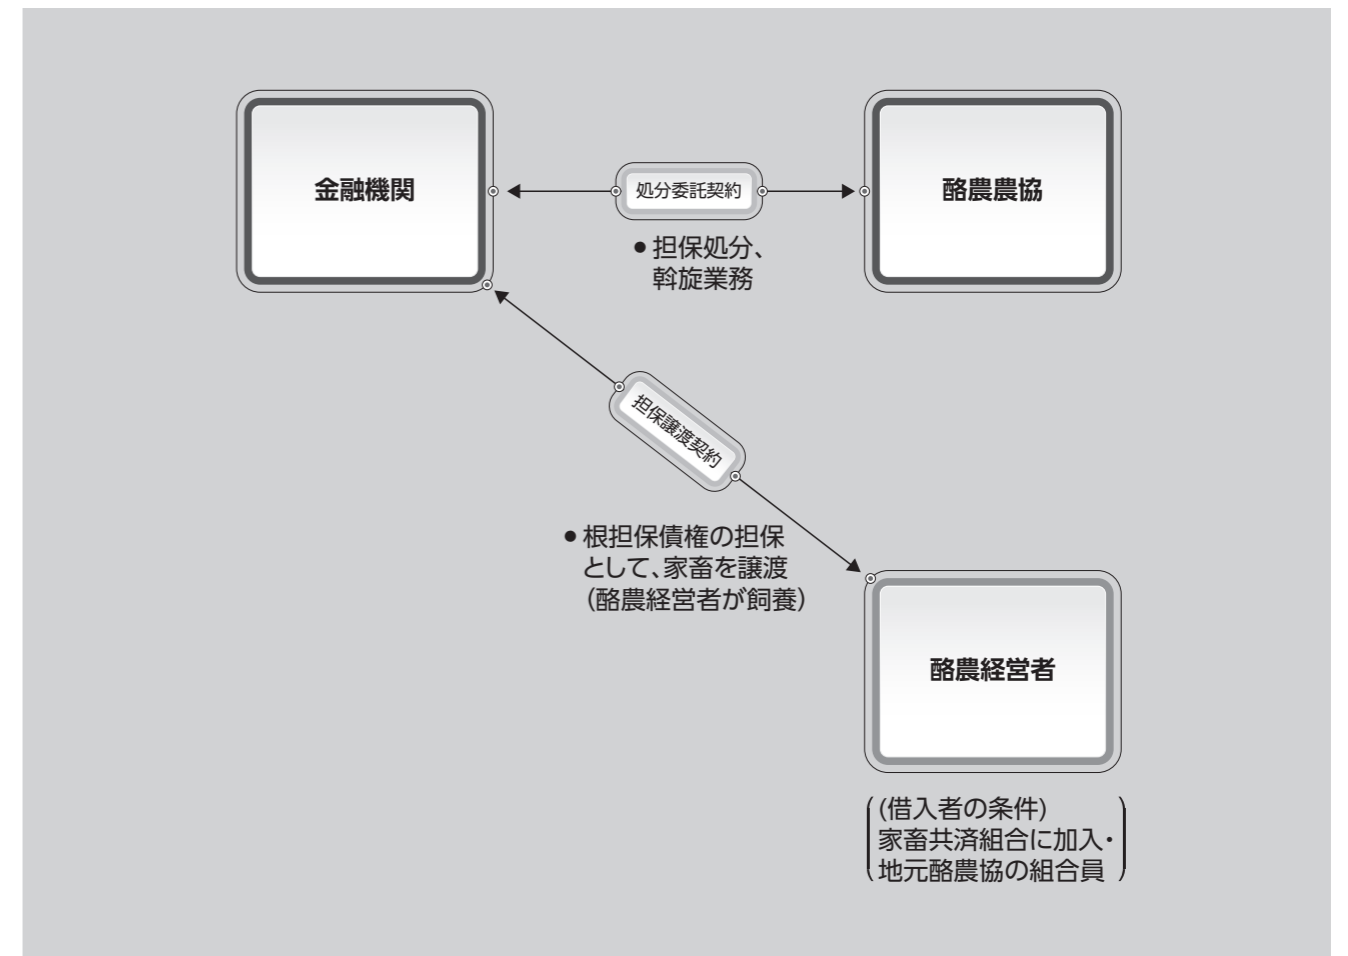 金融機関
処分委託契約
酪農農協
●担保処分、
斡旋業務
担保譲渡契約
●根担保債権の担保
として、家畜を譲渡
（酪農経営者が飼養）
酪農経営者
(借入者の条件)
家畜共済組合に加入・
地元酪農協の組合員